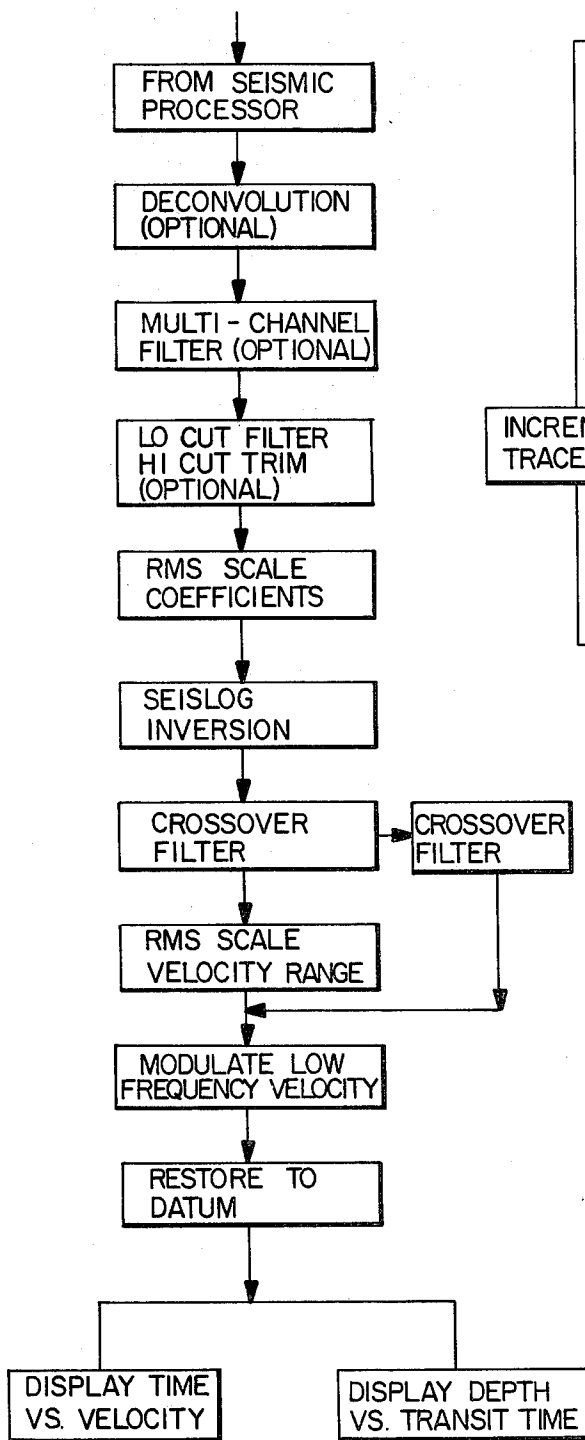 FROM SEISMIC
PROCESSOR
DECONVOLUTION
(OPTIONAL)
MULTI-CHANNEL
FILTER (OPTIONAL)
LO CUT FILTER
HI CUT TRIM
(OPTIONAL)
INCREM
TRACE
RMS SCALE
COEFFICIENTS
SEISLOG
INVERSION
CROSSOVER
FILTER
CROSSOVER
FILTER
RMS SCALE
VELOCITY RANGE
MODULATE LOW
FREQUENCY VELOCITY
RESTORE TO
DATUM
DISPLAY TIME
VS. VELOCITY
DISPLAY DEPTH
VS. TRANSIT TIME